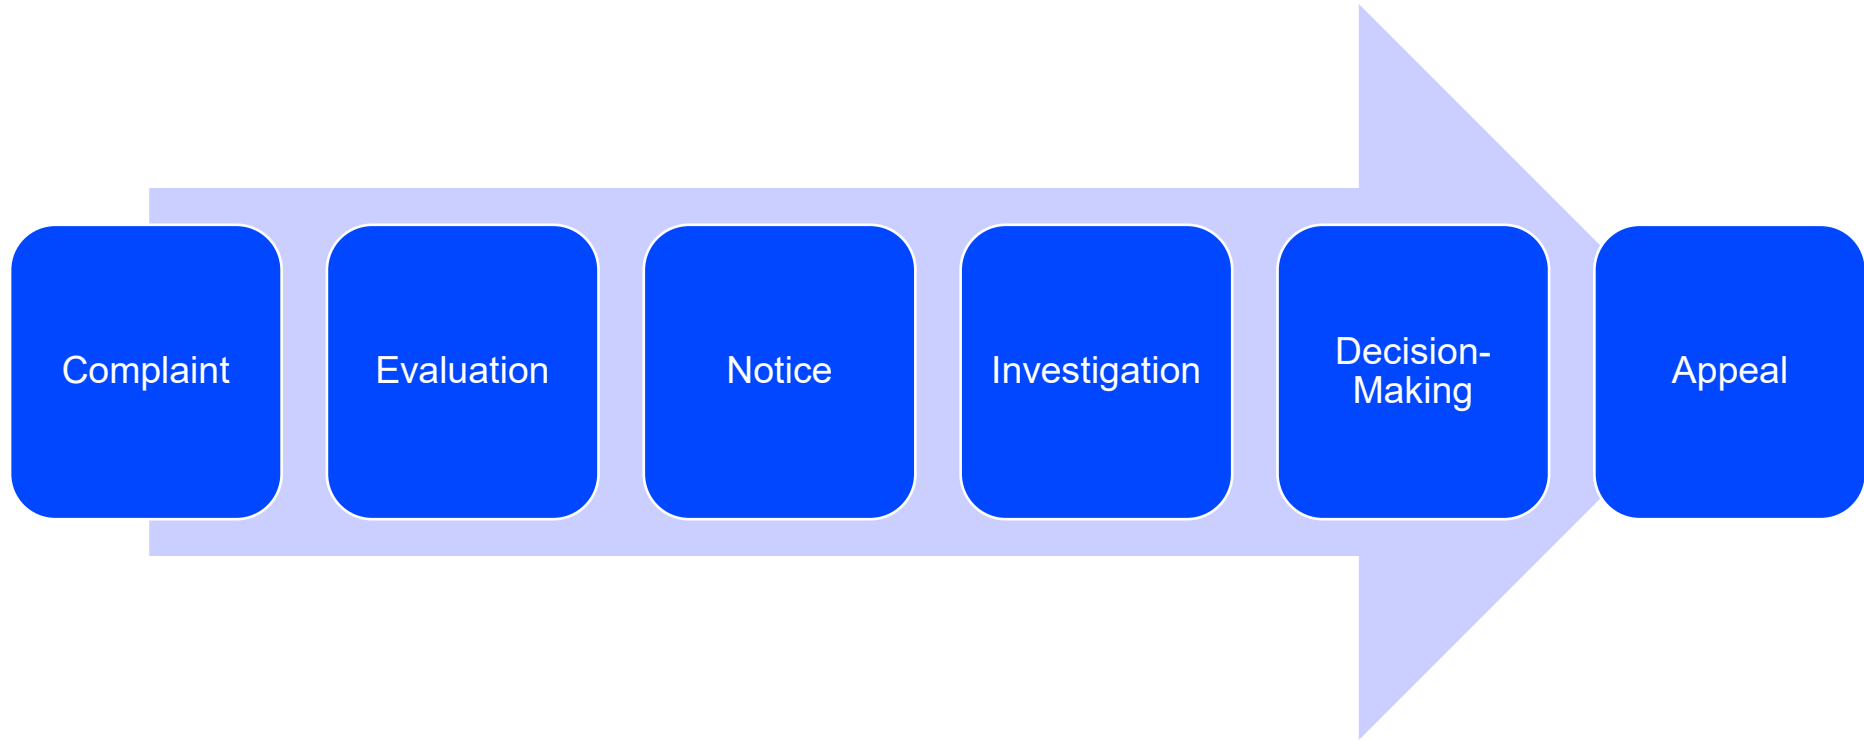 Complaint
Evaluation
Notice
Investigation
Decision-
Making
Appeal